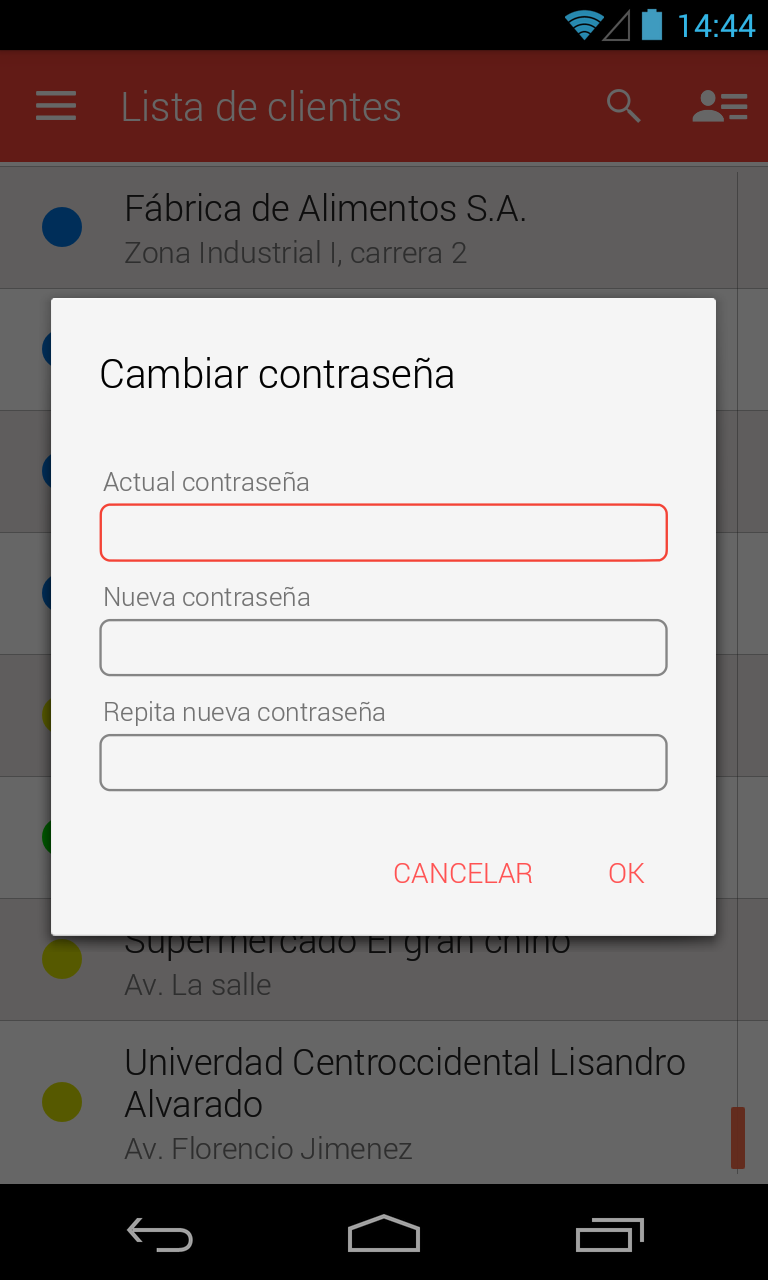 14:44
Lista de clientes
Fábrica de Alimentos S.A.
Zona Industrial I, carrera 2
Cambiar contraseña
Actual contraseña
Nueva contraseña
Repita nueva contraseña
CANCELAR OK
Supermercado El gran chino
Av. La salle
Univerdad Centroccidental Lisandro
Alvarado
Av. Florencio Jimenez